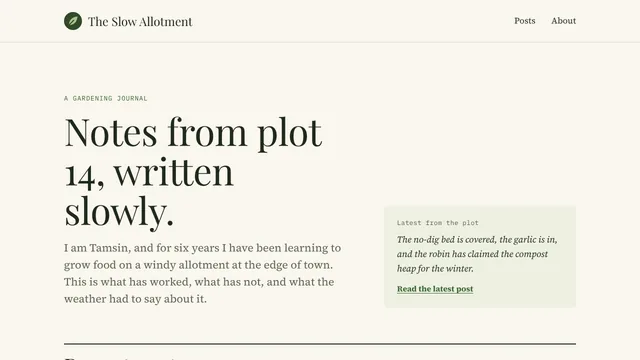 The Slow Allotment
Posts
About
A GARDENING JOURNAL
Notes from plot
14, written
slowly.
I am Tamsin, and for six years I have been learning to
grow food on a windy allotment at the edge of town.
This is what has worked, what has not, and what the
weather had to say about it.
Latest from the plot
The no-dig bed is covered, the garlic is in,
and the robin has claimed the compost
heap for the winter.
Read the latest post